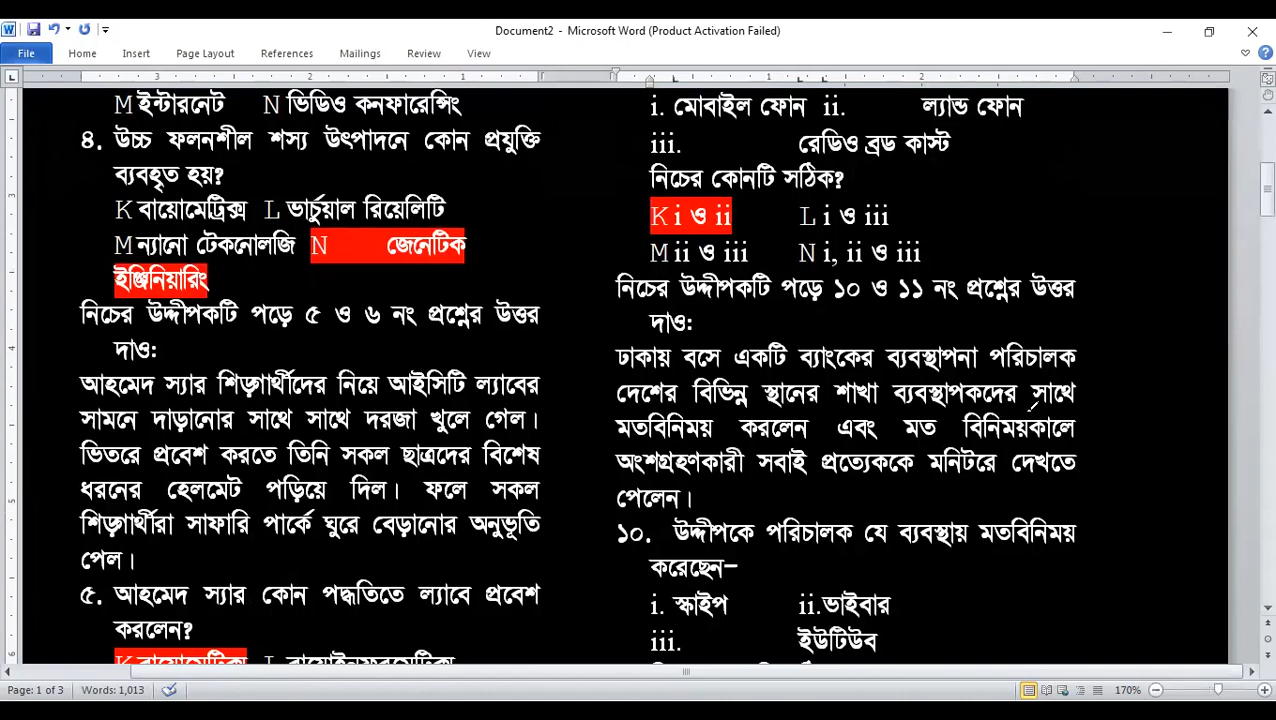 Document2 - Microsoft Word (Product Activation Failed)
File Home Insert Page Layout References Mailings Review View
3 2 1 1 2
M ইন্টারনেট N ভিডিও কনফারেন্সিং
৪. উচ্চ ফলনশীল শস্য উৎপাদনে কোন প্রযুক্তি
ব্যবহৃত হয়?
K বায়োমেট্রিক্স L ভার্চুয়াল রিয়েলিটি
M ন্যানো টেকনোলজি N জেনেটিক
ইঞ্জিনিয়ারিং
নিচের উদ্দীপকটি পড়ে ৫ ও ৬ নং প্রশ্নের উত্তর
দাও:
আহমেদ স্যার শিক্ষার্থীদের নিয়ে আইসিটি ল্যাবের
সামনে দাড়ানোর সাথে সাথে দরজা খুলে গেল।
ভিতরে প্রবেশ করতে তিনি সকল ছাত্রদের বিশেষ
ধরনের হেলমেট পড়িয়ে দিল। ফলে সকল
শিক্ষার্থীরা সাফারি পার্কে ঘুরে বেড়ানোর অনুভূতি
পেল।
৫. আহমেদ স্যার কোন পদ্ধতিতে ল্যাবে প্রবেশ
করলেন?
K বায়োমেট্রিক্স L বায়োইনফরমেটিক্স
i. মোবাইল ফোন ii. ল্যান্ড ফোন
iii. রেডিও ব্রড কাস্ট
নিচের কোনটি সঠিক?
K i ও ii L i ও iii
M ii ও iii N i, ii ও iii
নিচের উদ্দীপকটি পড়ে ১০ ও ১১ নং প্রশ্নের উত্তর
দাও:
ঢাকায় বসে একটি ব্যাংকের ব্যবস্থাপনা পরিচালক
দেশের বিভিন্ন স্থানের শাখা ব্যবস্থাপকদের সাথে
মতবিনিময় করলেন এবং মত বিনিময়কালে
অংশগ্রহণকারী সবাই প্রত্যেককে মনিটরে দেখতে
পেলেন।
১০. উদ্দীপকে পরিচালক যে ব্যবস্থায় মতবিনিময়
করেছেন–
i. স্কাইপ ii.ভাইবার
iii. ইউটিউব
Page: 1 of 3 Words: 1,013 170%